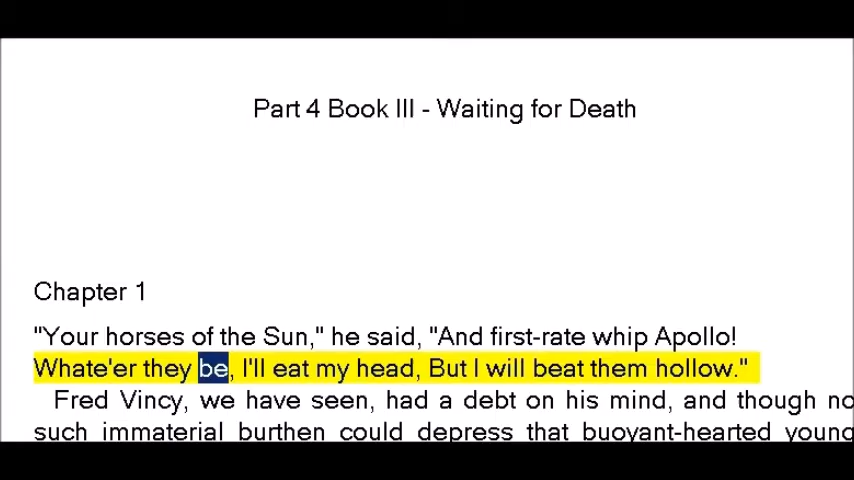 Part 4 Book III - Waiting for Death
Chapter 1
"Your horses of the Sun," he said, "And first-rate whip Apollo!
Whate'er they be, I'll eat my head, But I will beat them hollow."
Fred Vincy, we have seen, had a debt on his mind, and though no
such immaterial burthen could depress that buoyant-hearted young